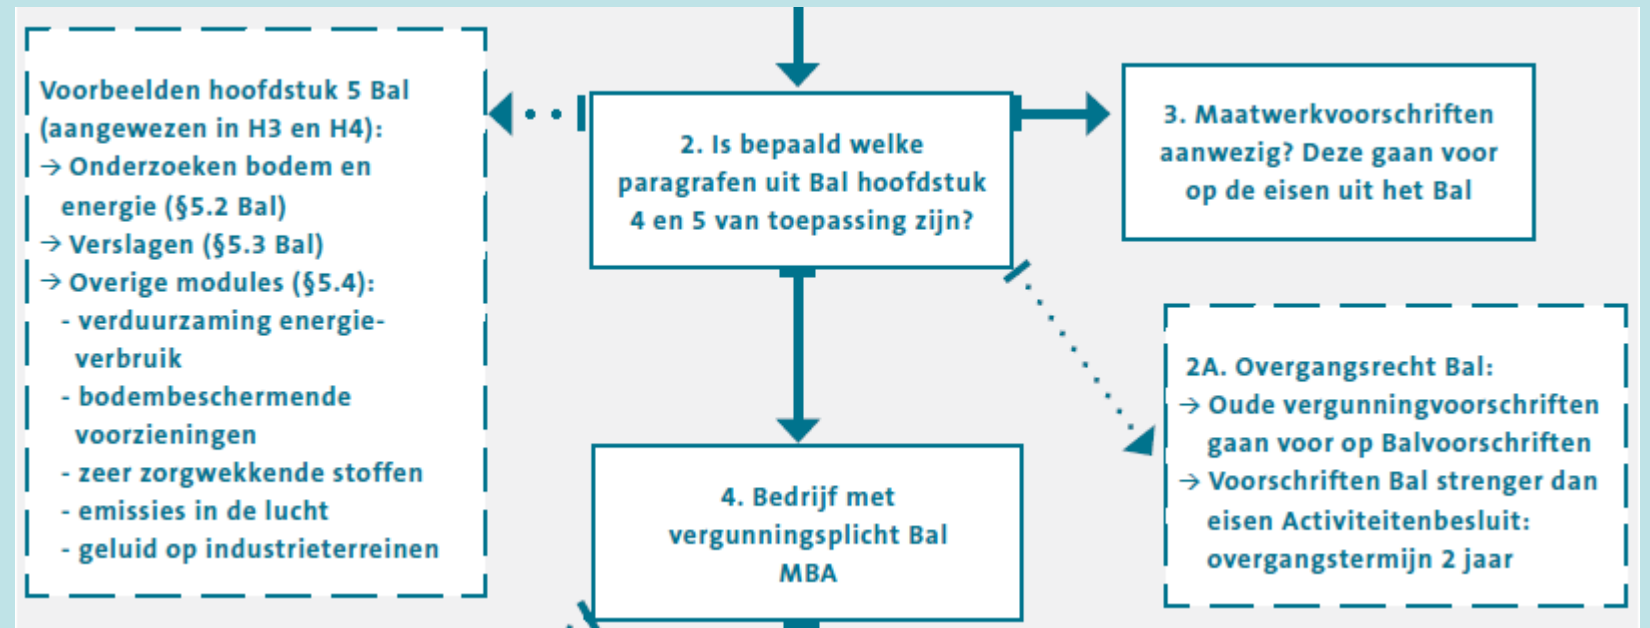 Voorbeelden hoofdstuk 5 Bal
(aangewezen in H3 en H4):
→ Onderzoeken bodem en
energie (§5.2 Bal)
→ Verslagen (§5.3 Bal)
→ Overige modules (§5.4):
- verduurzaming energie-
verbruik
- bodembeschermende
voorzieningen
- zeer zorgwekkende stoffen
- emissies in de lucht
- geluid op industrieterreinen
2. Is bepaald welke
paragrafen uit Bal hoofdstuk
4 en 5 van toepassing zijn?
3. Maatwerkvoorschriften
aanwezig? Deze gaan voor
op de eisen uit het Bal
2A. Overgangsrecht Bal:
→ Oude vergunningvoorschriften
gaan voor op Balvoorschriften
→ Voorschriften Bal strenger dan
eisen Activiteitenbesluit:
overgangstermijn 2 jaar
4. Bedrijf met
vergunningsplicht Bal
MBA